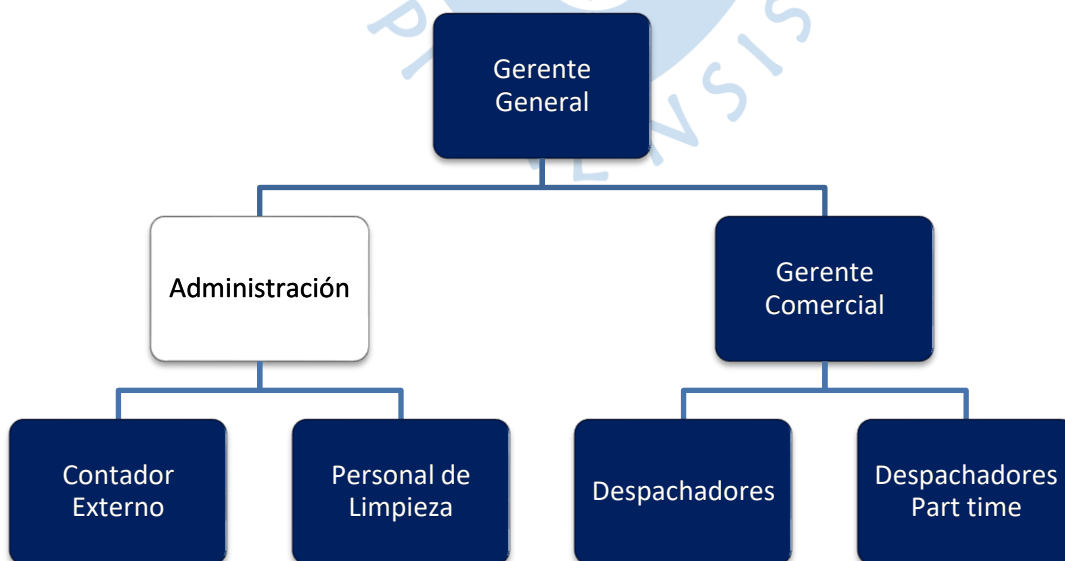 Gerente
General
Administración
Gerente
Comercial
Contador
Externo
Personal de
Limpieza
Despachadores
Despachadores
Part time